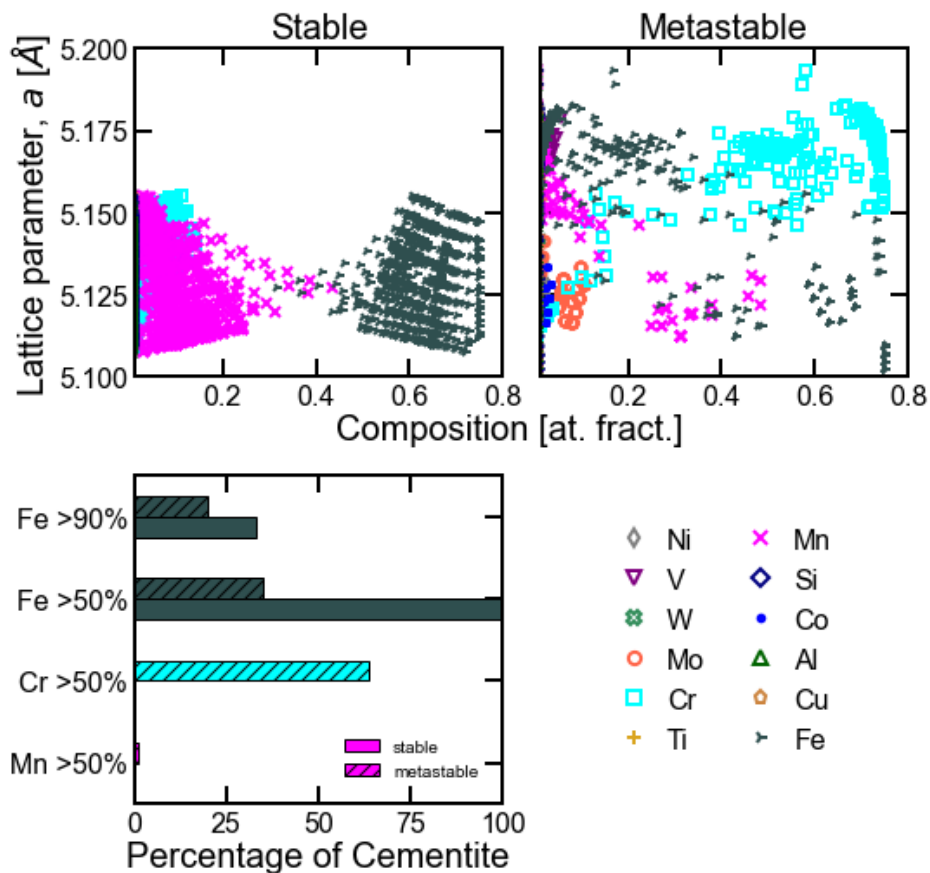 Stable
Metastable
Lattice parameter, a [Å]
5.200
5.175
5.150
5.125
5.100
0.2
0.4
0.6
0.8
0.2
0.4
0.6
0.8
Composition [at. fract.]
Fe >90%
Fe >50%
Cr >50%
Mn >50%
stable
metastable
0
25
50
75
100
Percentage of Cementite
Ni
Mn
V
Si
W
Co
Mo
Al
Cr
Cu
Ti
Fe